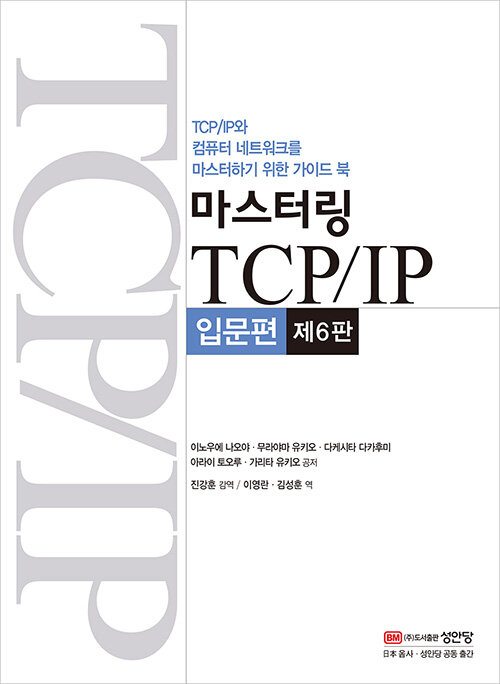 TCP/IP
TCP/IP와
컴퓨터 네트워크를
마스터하기 위한 가이드 북
마스터링
TCP/IP
입문편 제6판
이노우에 나오야 · 무라야마 유키오 · 다케시타 다카후미
아라이 토오루 · 가리타 유키오 공저
진강훈 감역 / 이영란 · 김성훈 역
BM (주)도서출판 성안당
日本 옴사 · 성안당 공동 출간